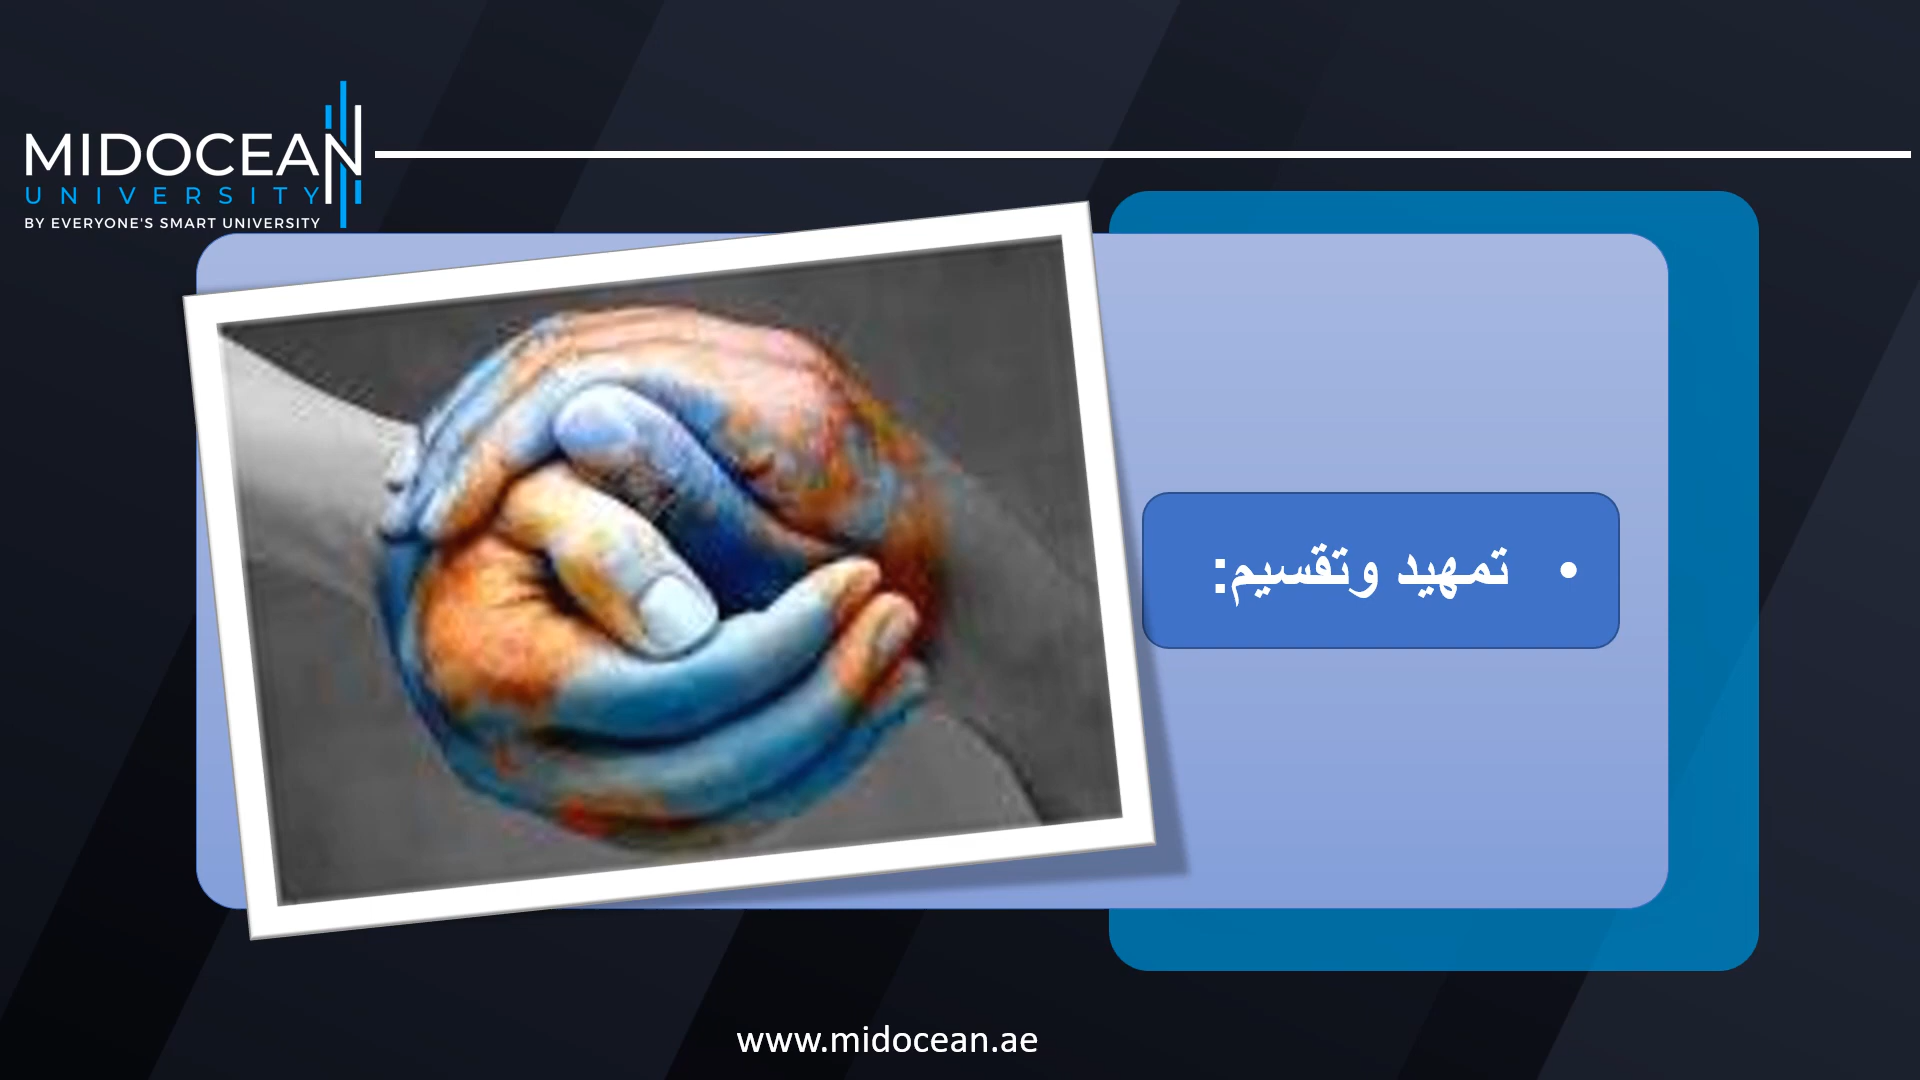 MIDOCEAN
UNIVERSITY
BY EVERYONE'S SMART UNIVERSITY
• تمهيد وتقسيم:
www.midocean.ae